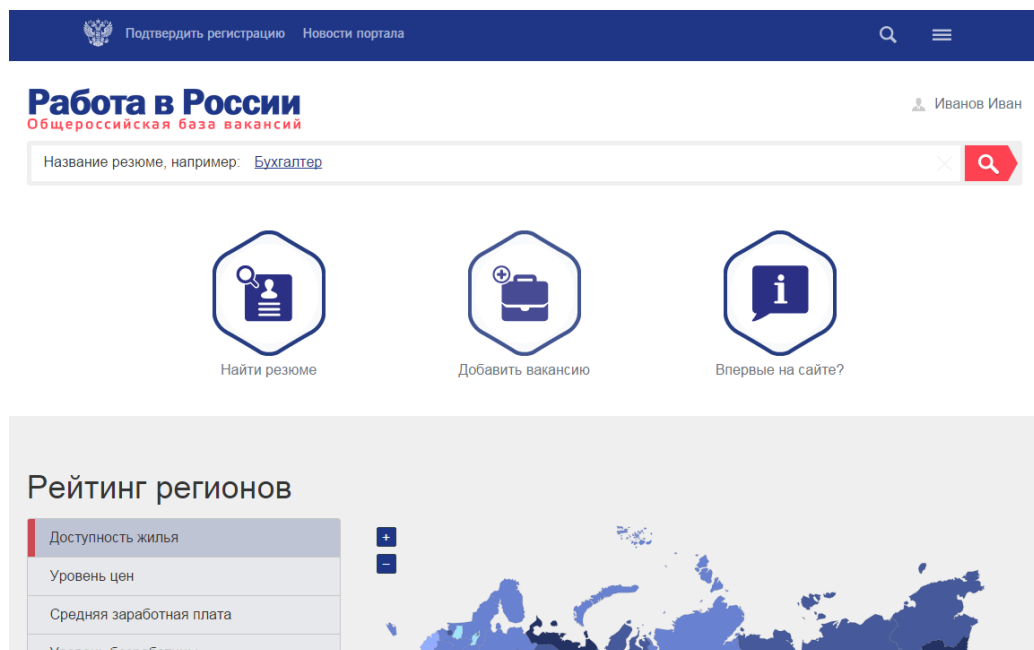 Подтвердить регистрацию Новости портала
Работа в России
Общероссийская база вакансий
Иванов Иван
Название резюме, например: Бухгалтер
Найти резюме Добавить вакансию Впервые на сайте?
Рейтинг регионов
Доступность жилья
Уровень цен
Средняя заработная плата